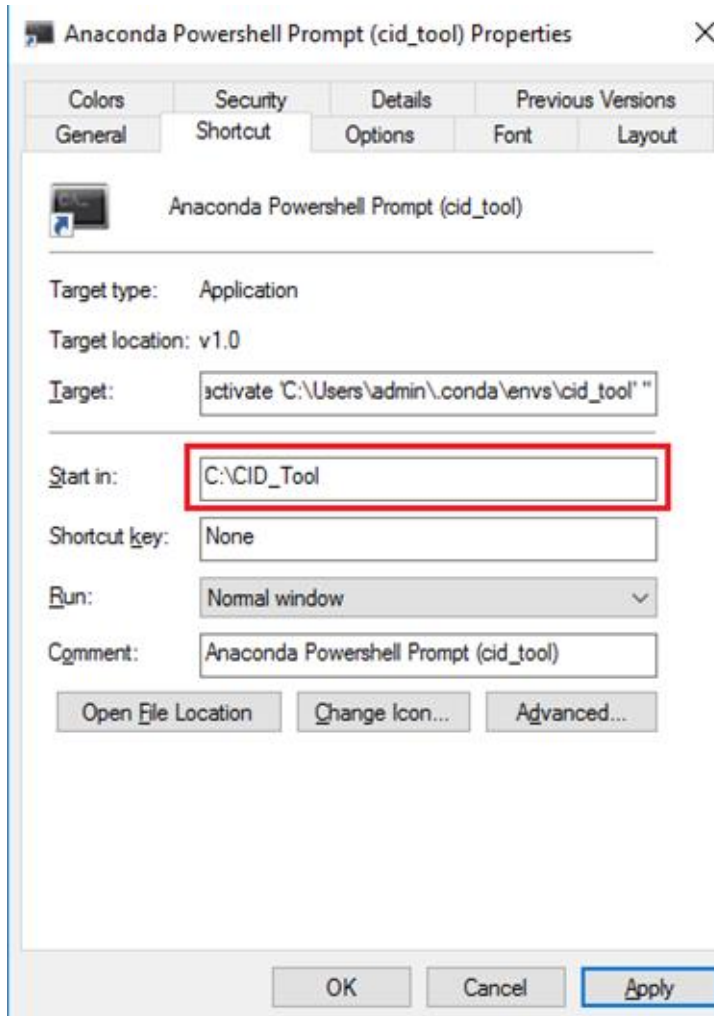 Anaconda Powershell Prompt (cid_tool) Properties
Colors Security Details Previous Versions
General Shortcut Options Font Layout
Anaconda Powershell Prompt (cid_tool)
Target type: Application
Target location: v1.0
Target: activate 'C:\Users\admin\.conda\envs\cid_tool' "
Start in: C:\CID_Tool
Shortcut key: None
Run: Normal window
Comment: Anaconda Powershell Prompt (cid_tool)
Open File Location Change Icon... Advanced...
OK Cancel Apply